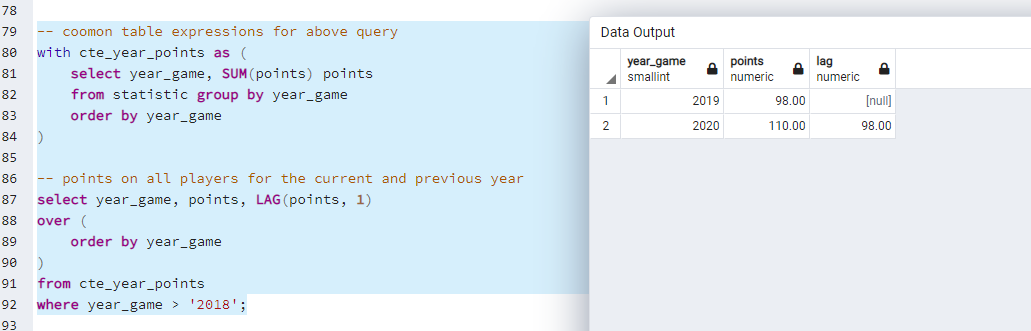 78
79 -- coomon table expressions for above query
80 with cte_year_points as (
81 select year_game, SUM(points) points
82 from statistic group by year_game
83 order by year_game
84 )
85
86 -- points on all players for the current and previous year
87 select year_game, points, LAG(points, 1)
88 over (
89 order by year_game
90 )
91 from cte_year_points
92 where year_game > '2018';
93
Data Output
year_game points lag
smallint numeric numeric
1 2019 98.00 [null]
2 2020 110.00 98.00